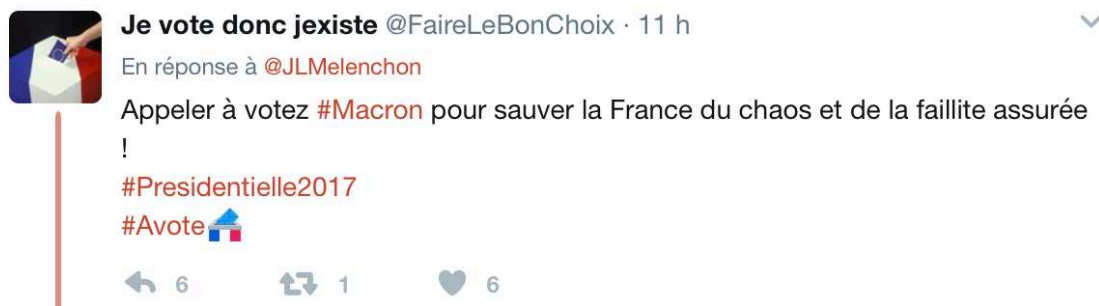 Je vote donc jexiste @FaireLeBonChoix · 11 h
En réponse à @JLMelenchon
Appeler à votez #Macron pour sauver la France du chaos et de la faillite assurée
!
#Presidentielle2017
#Avote
6 1 6